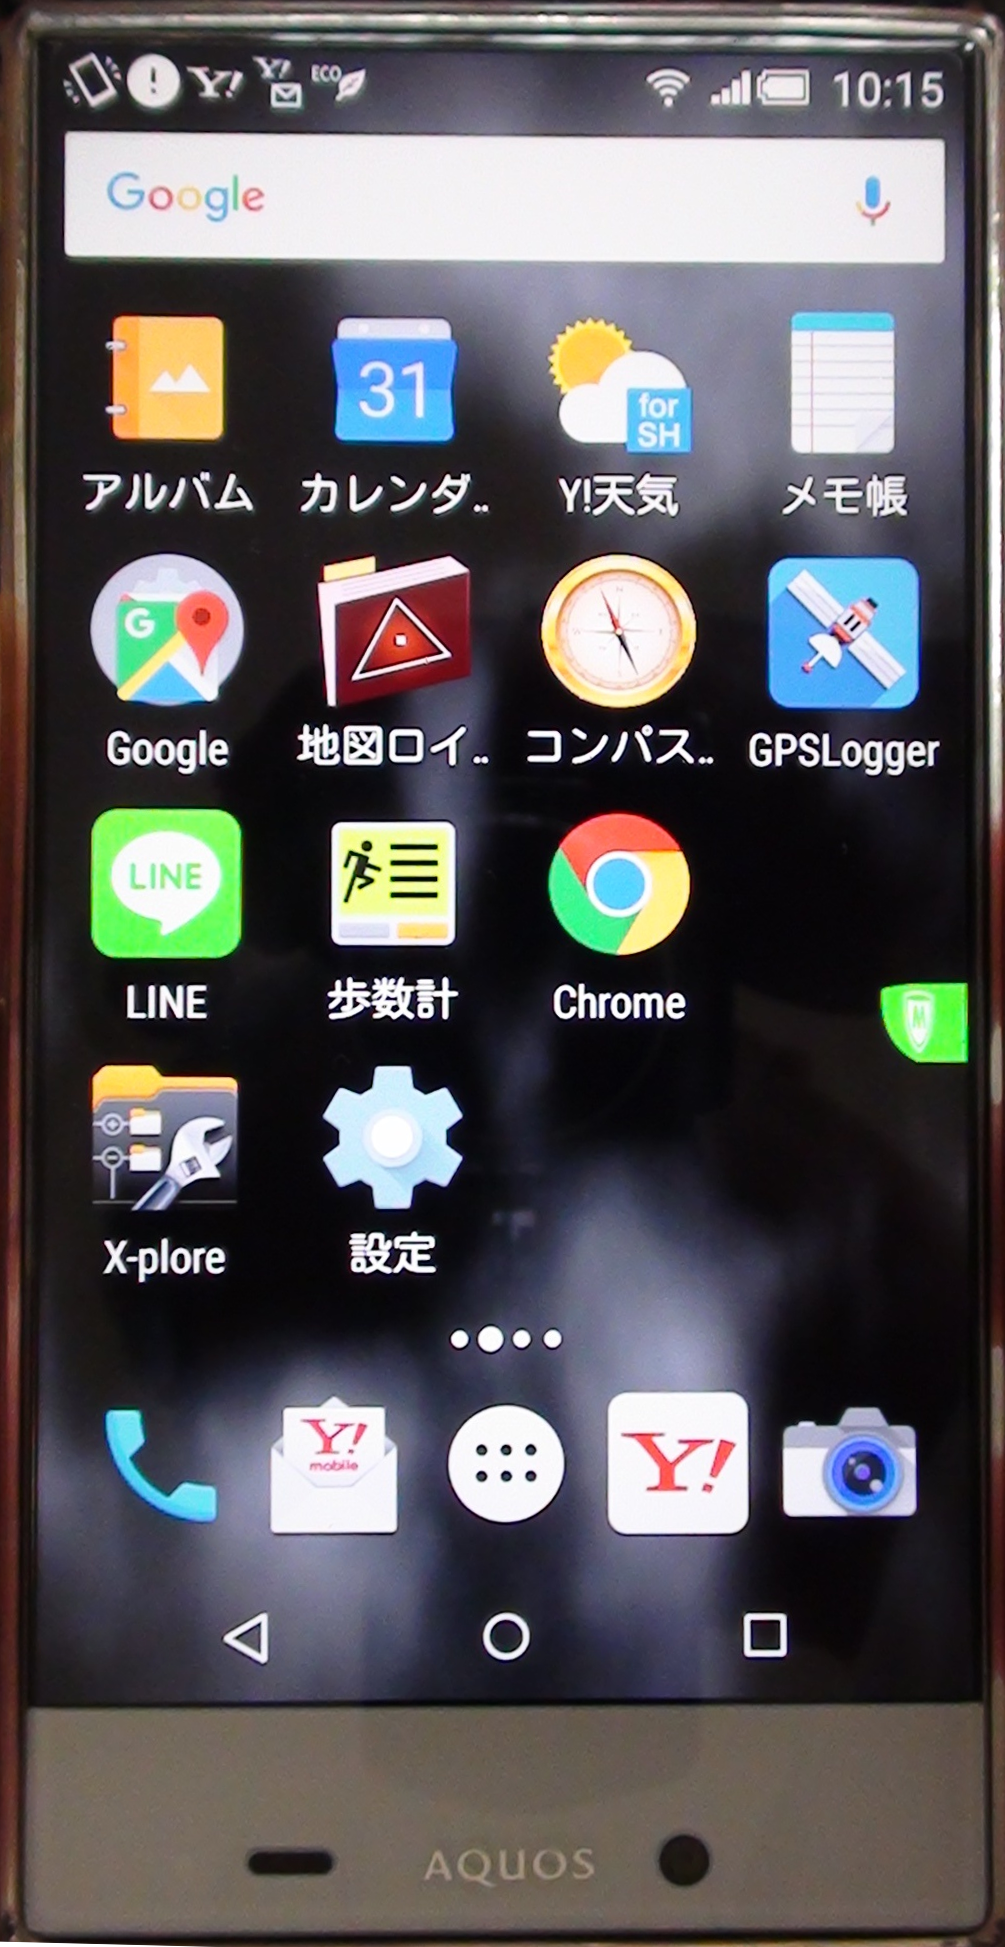 Y! Y! ECO 10:15
Google
31 for SH
アルバム カレンダ.. Y!天気 メモ帳
G
Google 地図ロイ.. コンパス.. GPSLogger
LINE
LINE 歩数計 Chrome
M
X-plore 設定
Y! mobile Y!
AQUOS